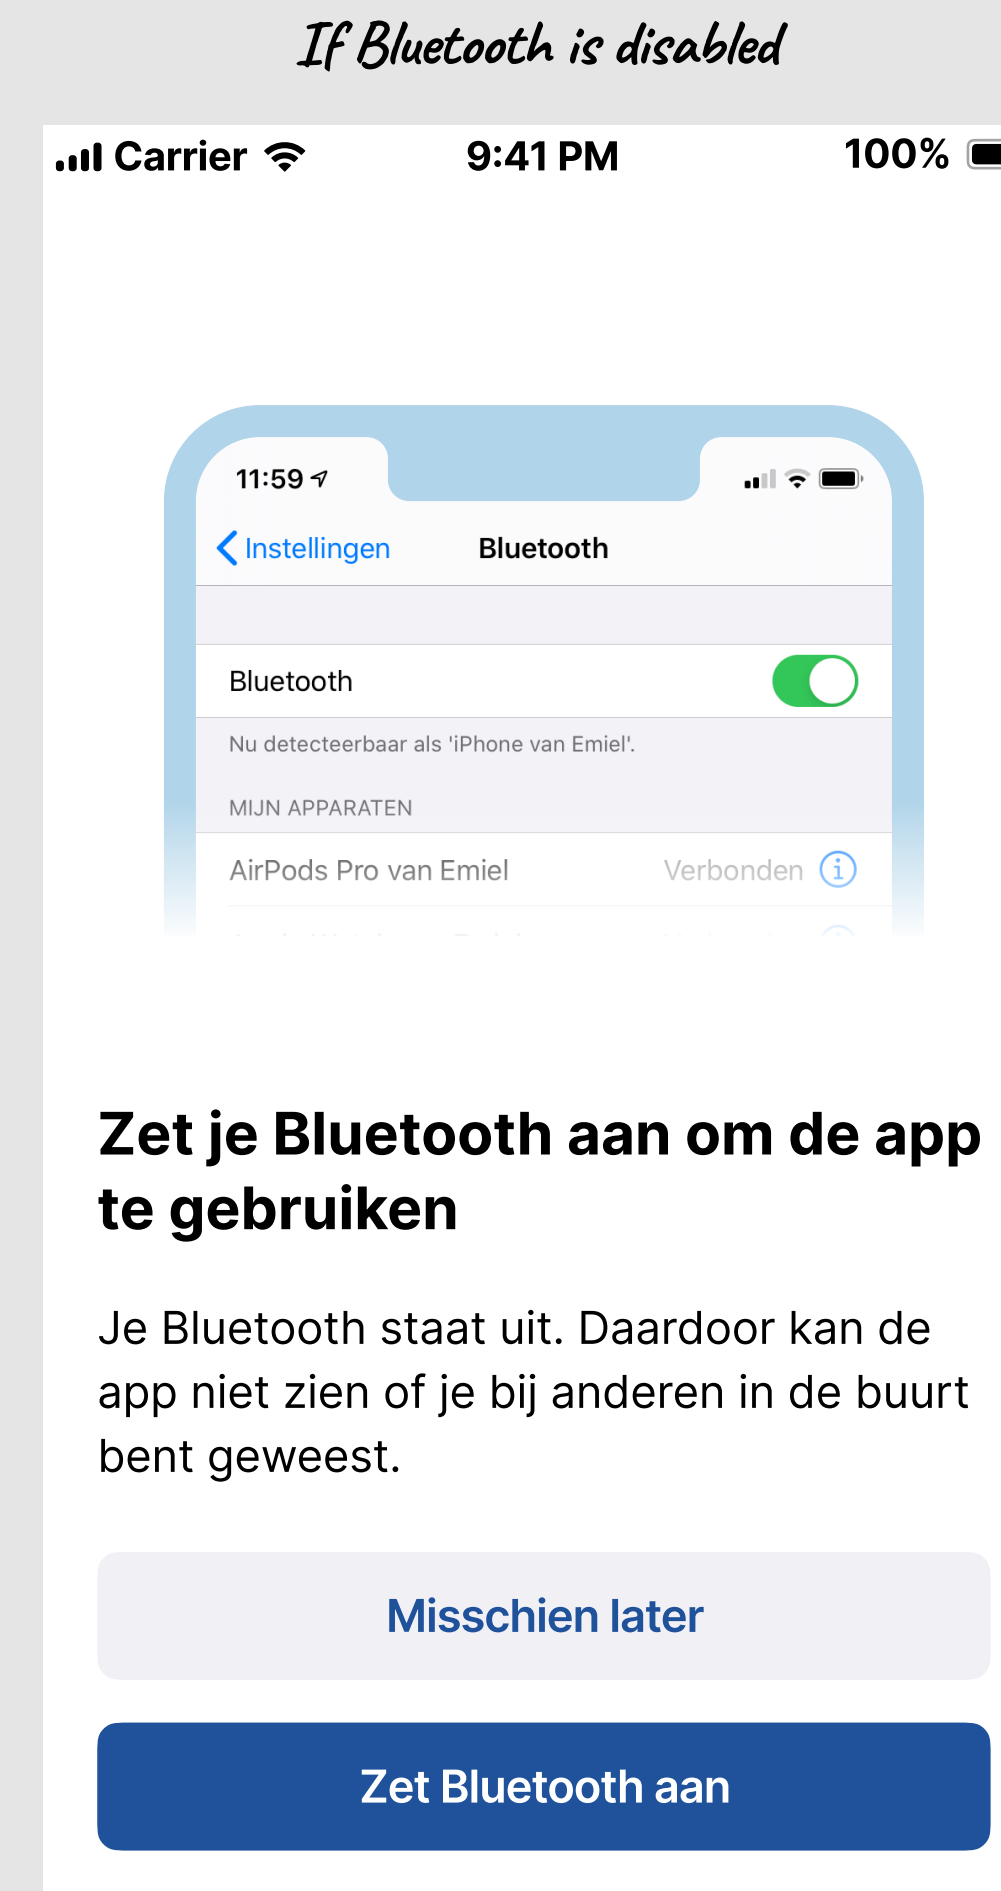 If Bluetooth is disabled
Carrier 9:41 PM 100%
11:59
Instellingen Bluetooth
Bluetooth
Nu detecteerbaar als 'iPhone van Emiel'.
MIJN APPARATEN
AirPods Pro van Emiel Verbonden
Zet je Bluetooth aan om de app
te gebruiken
Je Bluetooth staat uit. Daardoor kan de
app niet zien of je bij anderen in de buurt
bent geweest.
Misschien later
Zet Bluetooth aan